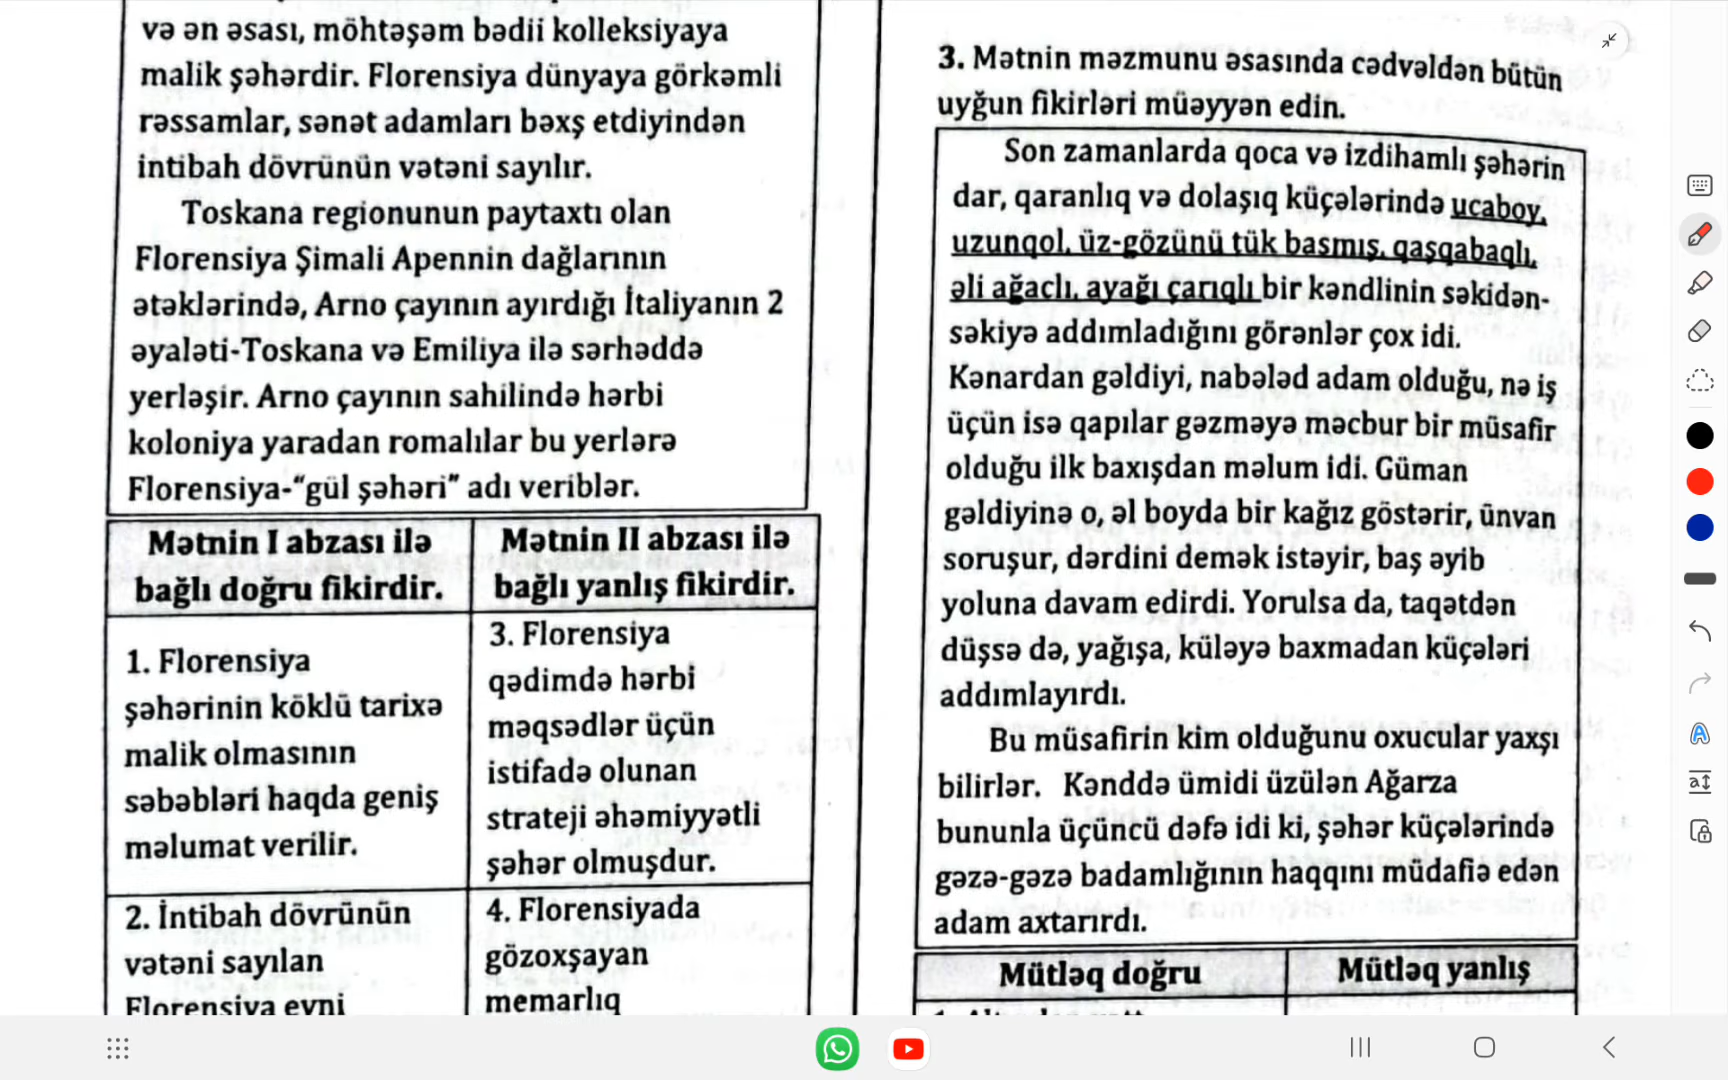 və ən əsası, möhtəşəm bədii kolleksiyaya
malik şəhərdir. Florensiya dünyaya görkəmli
rəssamlar, sənət adamları bəxş etdiyindən
intibah dövrünün vətəni sayılır.
Toskana regionunun paytaxtı olan
Florensiya Şimali Apennin dağlarının
ətəklərində, Arno çayının ayırdığı İtaliyanın 2
əyaləti-Toskana və Emiliya ilə sərhəddə
yerləşir. Arno çayının sahilində hərbi
koloniya yaradan romalılar bu yerlərə
Florensiya-“gül şəhəri” adı veriblər.
Mətnin I abzası ilə
bağlı doğru fikirdir.
Mətnin II abzası ilə
bağlı yanlış fikirdir.
1. Florensiya
şəhərinin köklü tarixə
malik olmasının
səbəbləri haqda geniş
məlumat verilir.
3. Florensiya
qədimdə hərbi
məqsədlər üçün
istifadə olunan
strateji əhəmiyyətli
şəhər olmuşdur.
2. İntibah dövrünün
vətəni sayılan
Florensiya eyni
4. Florensiyada
gözoxşayan
memarlıq
3. Mətnin məzmunu əsasında cədvəldən bütün
uyğun fikirləri müəyyən edin.
Son zamanlarda qoca və izdihamlı şəhərin
dar, qaranlıq və dolaşıq küçələrində ucaboy,
uzunqol, üz-gözünü tük basmış, qaşqabaqlı,
əli ağaclı, ayağı çarıqlı bir kəndlinin səkidən-
səkiyə addımladığını görənlər çox idi.
Kənardan gəldiyi, nabələd adam olduğu, nə iş
üçün isə qapılar gəzməyə məcbur bir müsafir
olduğu ilk baxışdan məlum idi. Güman
gəldiyinə o, əl boyda bir kağız göstərir, ünvan
soruşur, dərdini demək istəyir, baş əyib
yoluna davam edirdi. Yorulsa da, taqətdən
düşsə də, yağışa, küləyə baxmadan küçələri
addımlayırdı.
Bu müsafirin kim olduğunu oxucular yaxşı
bilirlər. Kənddə ümidi üzülən Ağarza
bununla üçüncü dəfə idi ki, şəhər küçələrində
gəzə-gəzə badamlığının haqqını müdafiə edən
adam axtarırdı.
Mütləq doğru
Mütləq yanlış